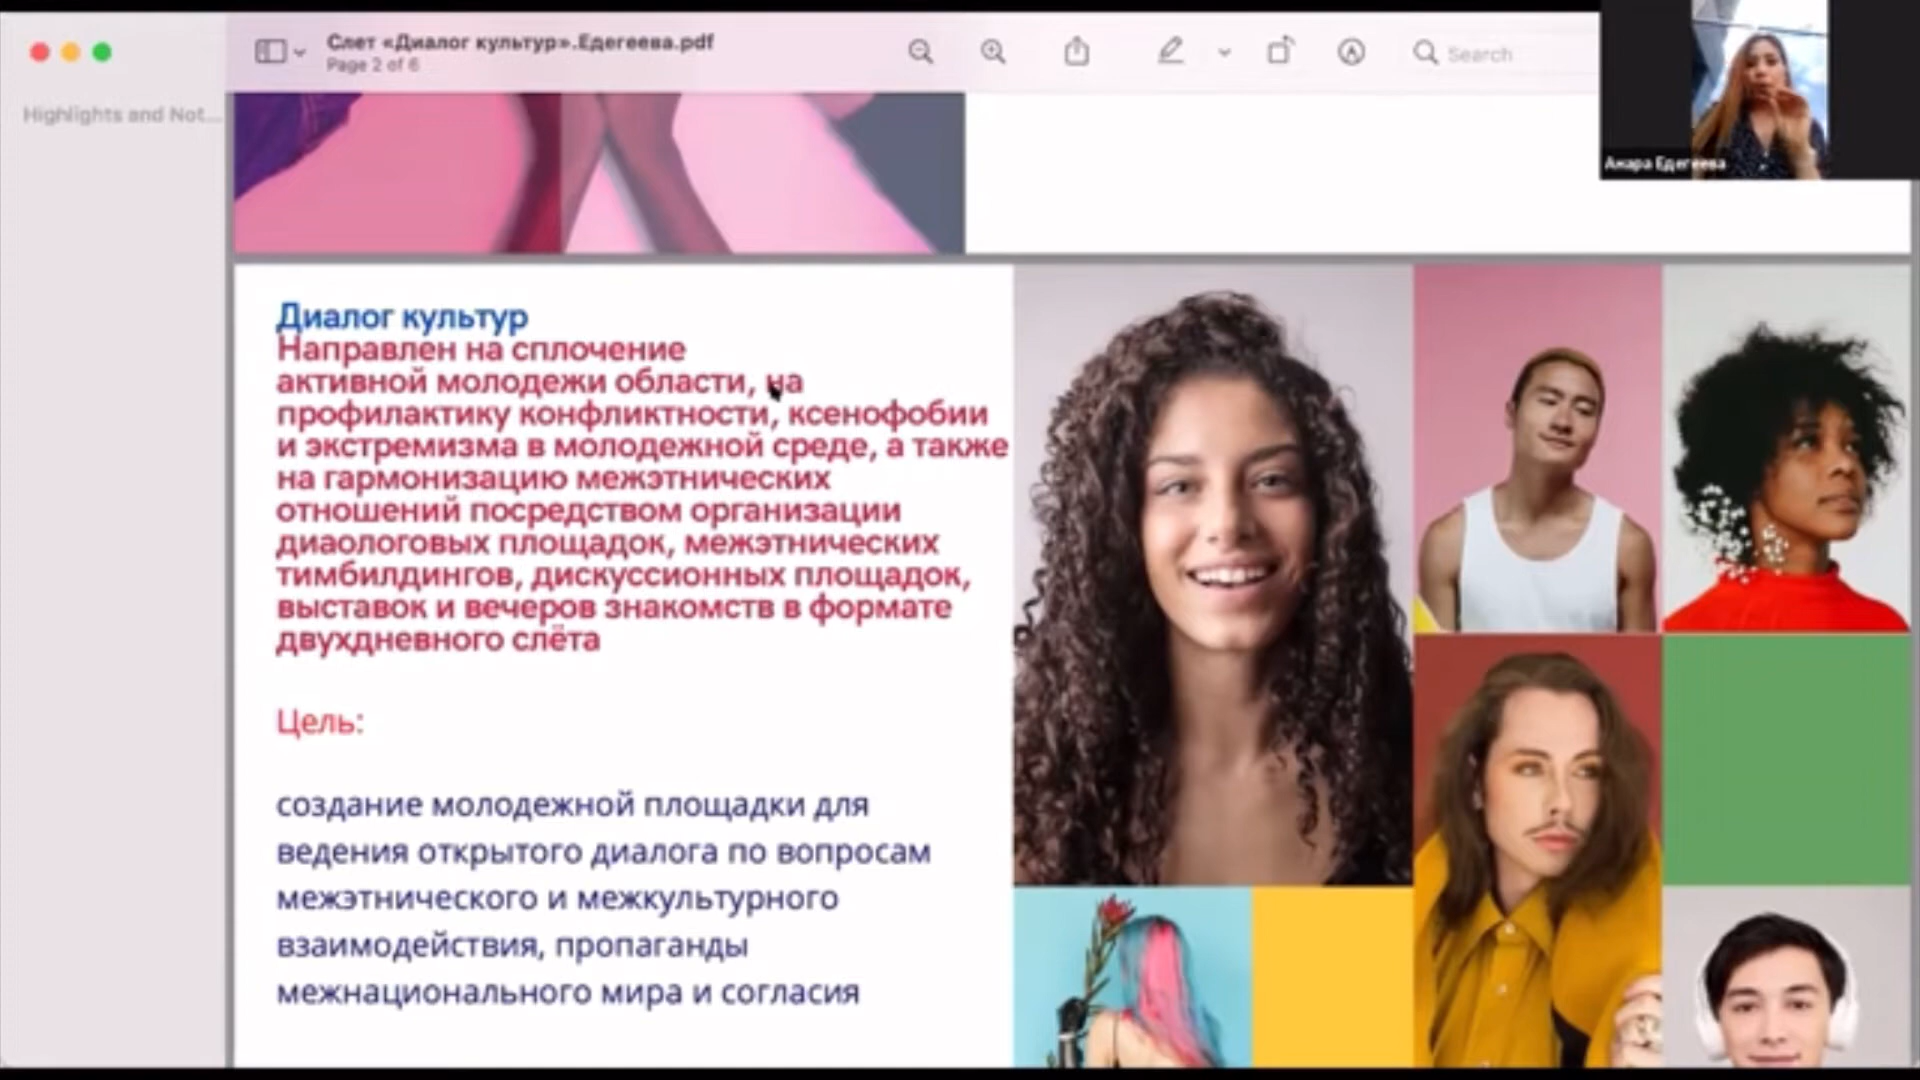 Слет «Диалог культур».Едегеева.pdf
Page 2 of 6
Search
Highlights and Not...
Анара Едегеева
Диалог культур
Направлен на сплочение
активной молодежи области, на
профилактику конфликтности, ксенофобии
и экстремизма в молодежной среде, а также
на гармонизацию межэтнических
отношений посредством организации
диаологовых площадок, межэтнических
тимбилдингов, дискуссионных площадок,
выставок и вечеров знакомств в формате
двухдневного слёта
Цель:
создание молодежной площадки для
ведения открытого диалога по вопросам
межэтнического и межкультурного
взаимодействия, пропаганды
межнационального мира и согласия